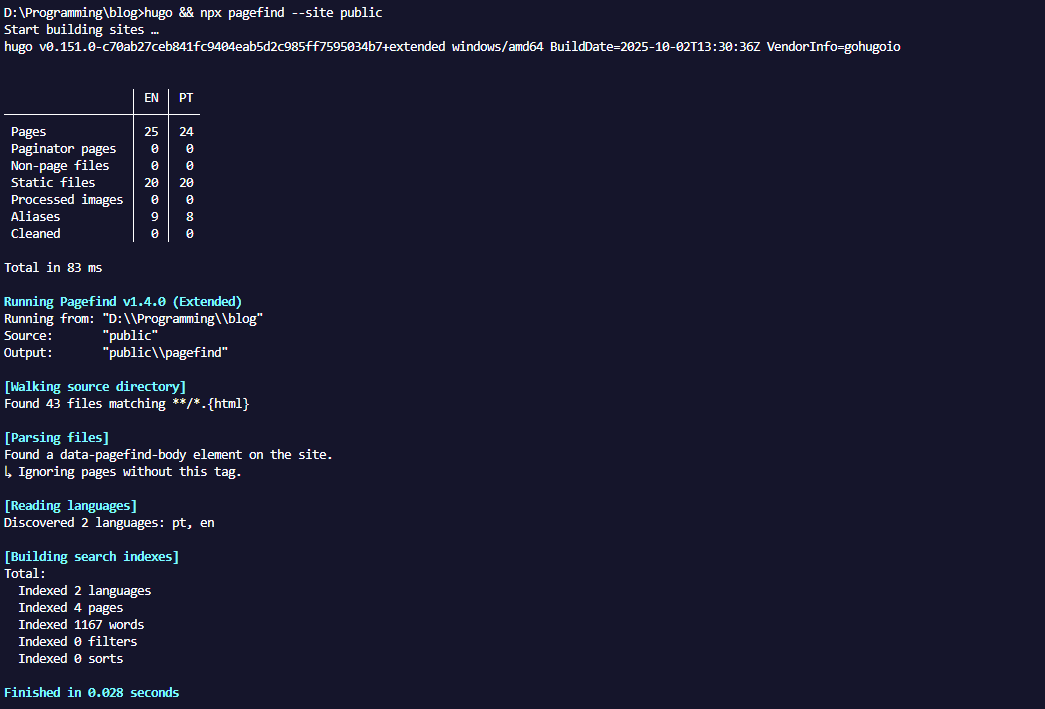 D:\Programming\blog>hugo && npx pagefind --site public
Start building sites …
hugo v0.151.0-c70ab27ceb841fc9404eab5d2c985ff7595034b7+extended windows/amd64 BuildDate=2025-10-02T13:30:36Z VendorInfo=gohugoio
EN PT
Pages 25 24
Paginator pages 0 0
Non-page files 0 0
Static files 20 20
Processed images 0 0
Aliases 9 8
Cleaned 0 0
Total in 83 ms
Running Pagefind v1.4.0 (Extended)
Running from: "D:\\Programming\\blog"
Source: "public"
Output: "public\\pagefind"
[Walking source directory]
Found 43 files matching **/*.{html}
[Parsing files]
Found a data-pagefind-body element on the site.
↳ Ignoring pages without this tag.
[Reading languages]
Discovered 2 languages: pt, en
[Building search indexes]
Total:
Indexed 2 languages
Indexed 4 pages
Indexed 1167 words
Indexed 0 filters
Indexed 0 sorts
Finished in 0.028 seconds